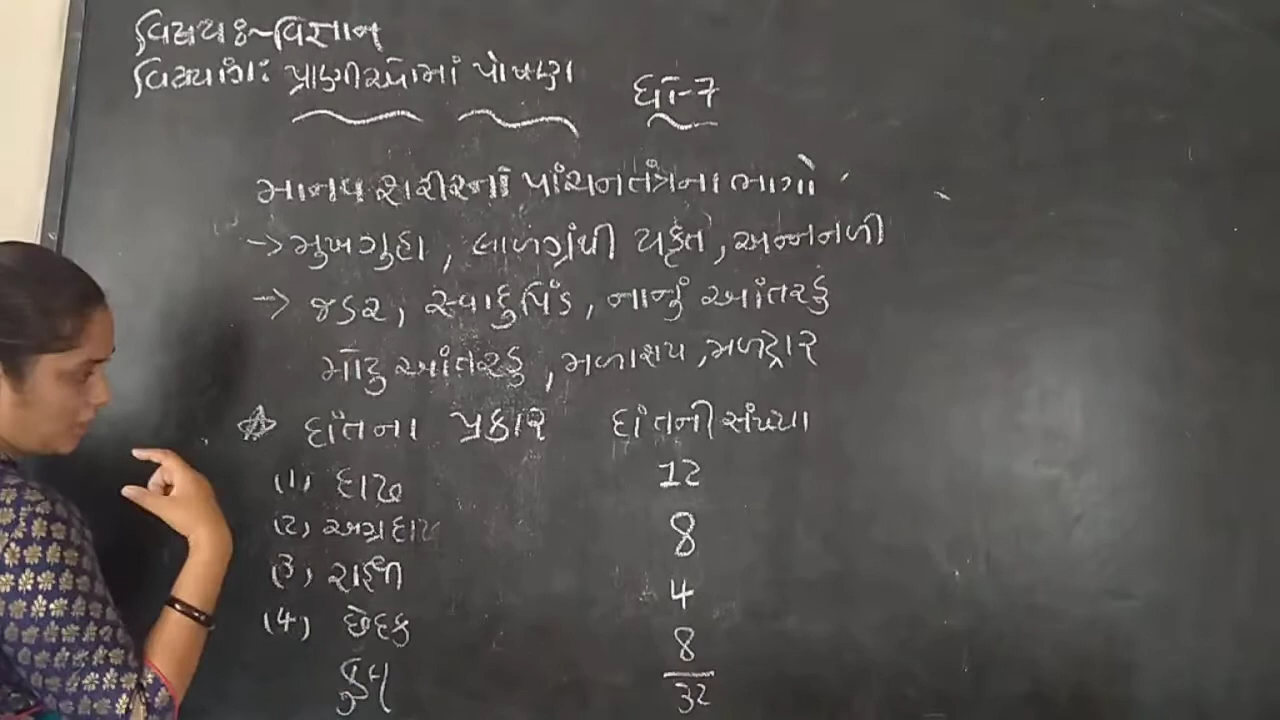 વિષય :- વિજ્ઞાન
વિષયાંગ: પ્રાણીઓમાં પોષણ ધો-7
માનવ શરીરનાં પાચનતંત્રના ભાગો
-> મુખગુહા, લાળગ્રંથી યકૃત, અન્નનળી
-> જઠર, સ્વાદુપિંડ, નાનું આંતરડું
મોટુ આંતરડુ, મળાશય, મળદ્વાર
☆ દાંતના પ્રકાર દાંતની સંખ્યા
(1) દાઢ 12
(2) અગ્રદાઢ 8
(3) રાક્ષી 4
(4) છેદક 8
કુલ 32